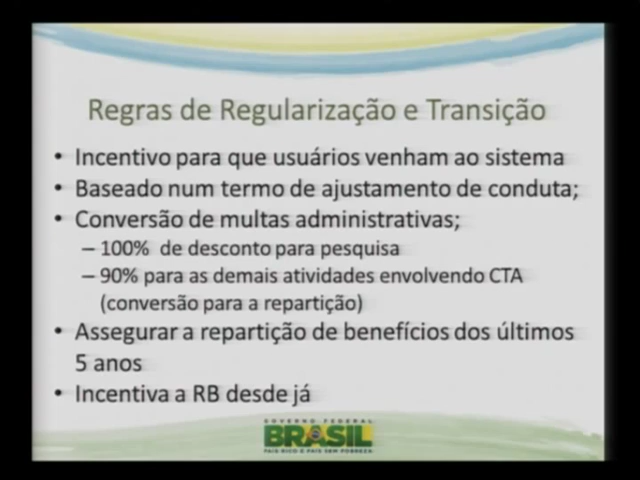 Regras de Regularização e Transição
• Incentivo para que usuários venham ao sistema
• Baseado num termo de ajustamento de conduta;
• Conversão de multas administrativas;
– 100% de desconto para pesquisa
– 90% para as demais atividades envolvendo CTA
(conversão para a repartição)
• Assegurar a repartição de benefícios dos últimos
5 anos
• Incentiva a RB desde já
GOVERNO FEDERAL
BRASIL
PAÍS RICO É PAÍS SEM POBREZA